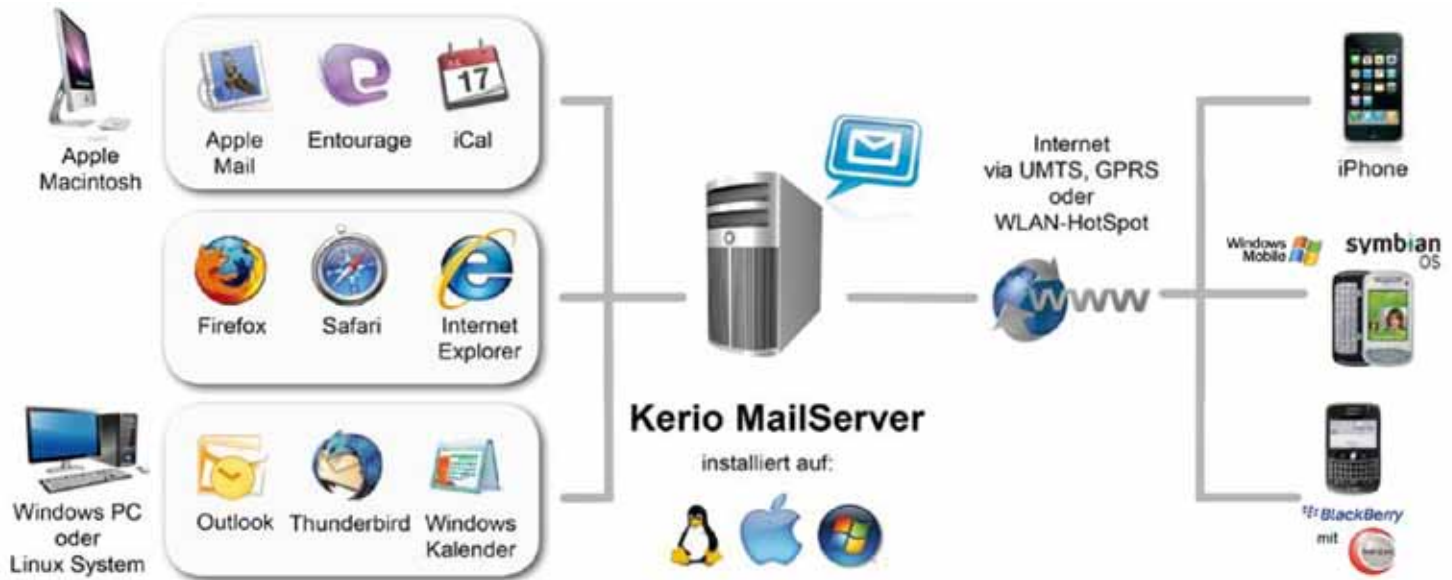 Apple
Macintosh
Apple
Mail
Entourage
17
iCal
Firefox
Safari
Internet
Explorer
Windows PC
oder
Linux System
Outlook
Thunderbird
Windows
Kalender
Kerio MailServer
installiert auf:
Internet
via UMTS, GPRS
oder
WLAN-HotSpot
www
iPhone
Windows
Mobile
symbian
OS
BlackBerry
mit